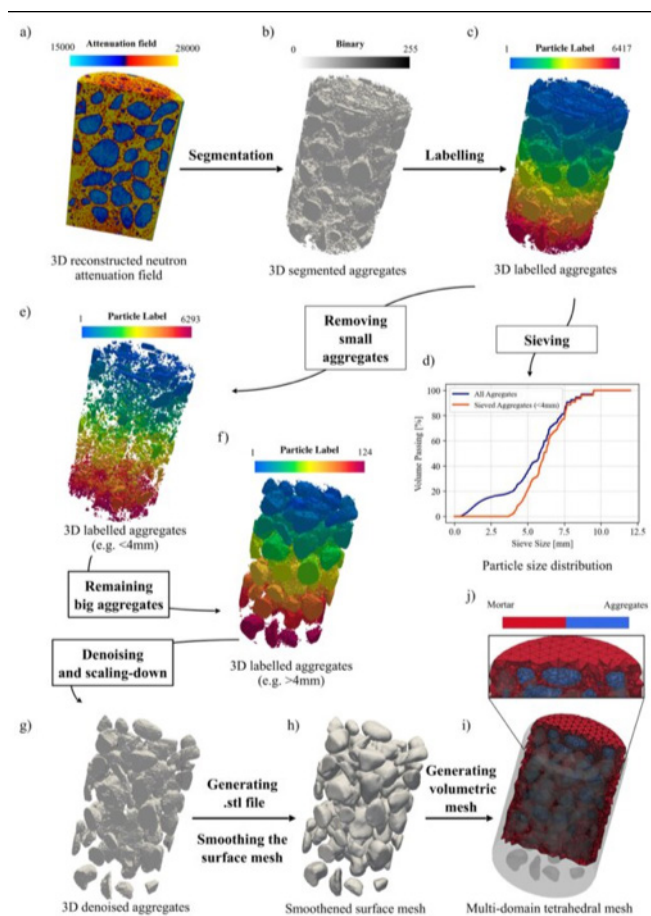 a)
Attenuation field
15000
28000
b)
Binary
0
255
c)
Particle Label
1
6417
Segmentation
Labelling
3D reconstructed neutron
attenuation field
3D segmented aggregates
3D labelled aggregates
Removing
small
aggregates
Sieving
e)
Particle Label
1
6293
3D labelled aggregates
(e.g. <4mm)
d)
All Agregates
Sieved Aggregates (<4mm)
Volume Passing [%]
100
80
60
40
20
0
0.0
2.5
5.0
7.5
10.0
12.5
Sieve Size [mm]
Particle size distribution
f)
Particle Label
1
124
Remaining
big aggregates
3D labelled aggregates
(e.g. >4mm)
Denoising
and scaling-down
j)
Mortar
Aggregates
g)
3D denoised aggregates
Generating
.stl file
Smoothing the
surface mesh
h)
Smoothened surface mesh
Generating
volumetric
mesh
i)
Multi-domain tetrahedral mesh